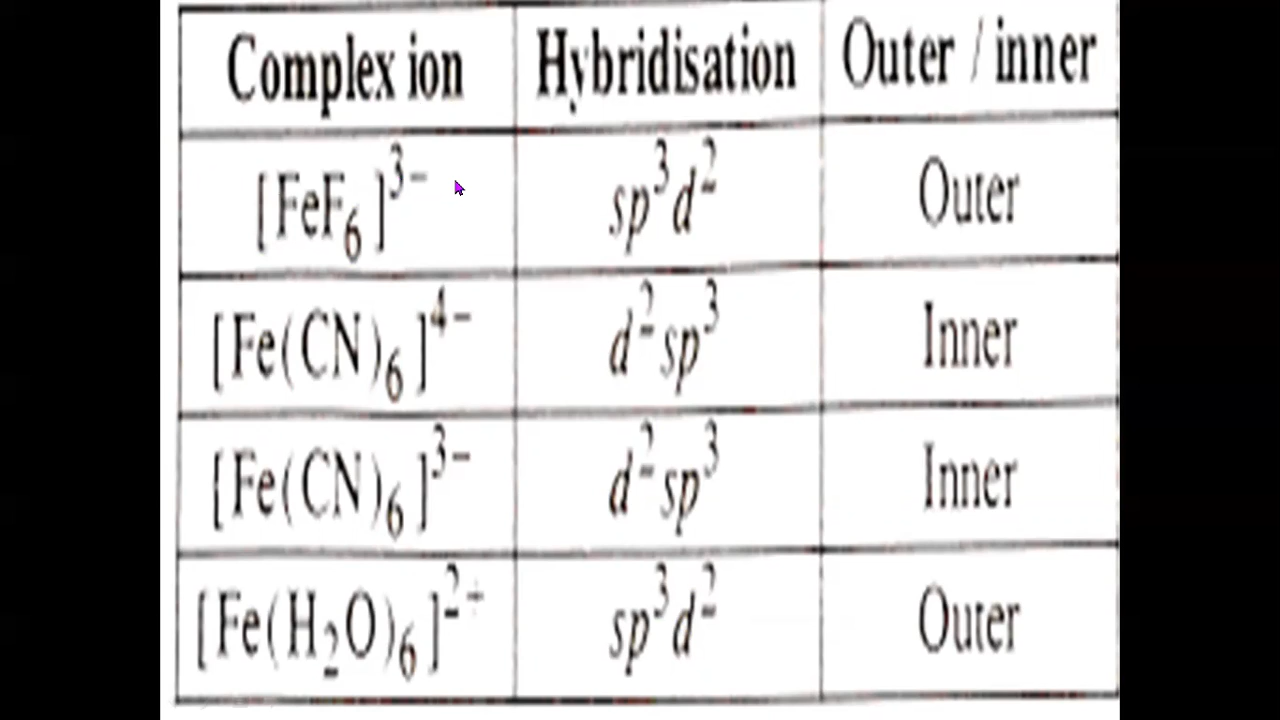 Complex ion Hybridisation Outer / inner
[FeF₆]³⁻ sp³d² Outer
[Fe(CN)₆]⁴⁻ d²sp³ Inner
[Fe(CN)₆]³⁻ d²sp³ Inner
[Fe(H₂O)₆]²⁺ sp³d² Outer